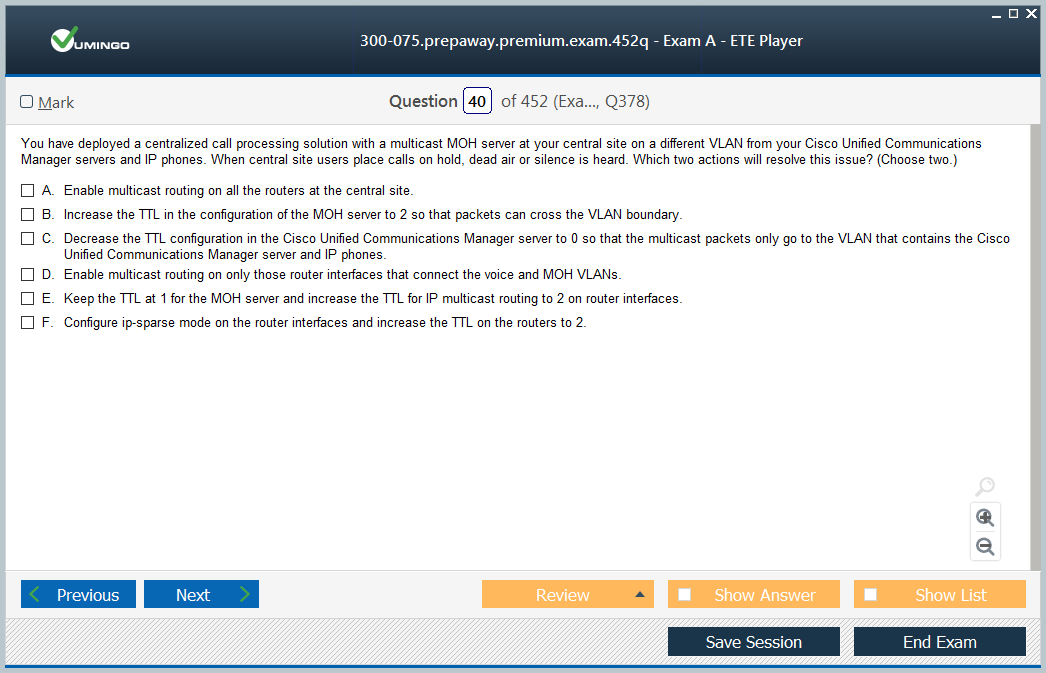 VUMINGO
300-075.prepaway.premium.exam.452q - Exam A - ETE Player
Mark
Question 40 of 452 (Exa..., Q378)
You have deployed a centralized call processing solution with a multicast MOH server at your central site on a different VLAN from your Cisco Unified Communications
Manager servers and IP phones. When central site users place calls on hold, dead air or silence is heard. Which two actions will resolve this issue? (Choose two.)
A. Enable multicast routing on all the routers at the central site.
B. Increase the TTL in the configuration of the MOH server to 2 so that packets can cross the VLAN boundary.
C. Decrease the TTL configuration in the Cisco Unified Communications Manager server to 0 so that the multicast packets only go to the VLAN that contains the Cisco
Unified Communications Manager server and IP phones.
D. Enable multicast routing on only those router interfaces that connect the voice and MOH VLANs.
E. Keep the TTL at 1 for the MOH server and increase the TTL for IP multicast routing to 2 on router interfaces.
F. Configure ip-sparse mode on the router interfaces and increase the TTL on the routers to 2.
Previous Next Review Show Answer Show List
Save Session End Exam